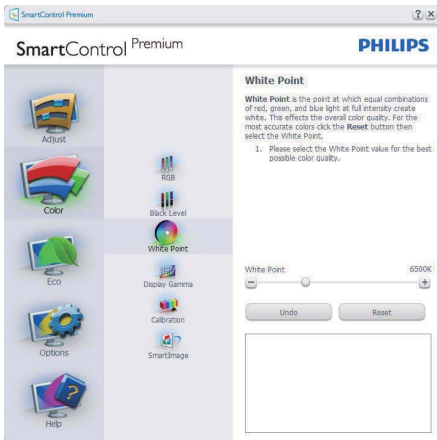 SmartControl Premium
SmartControl Premium
PHILIPS
Adjust
Color
Eco
Options
Help
RGB
Black Level
White Point
Display Gamma
Calibration
SmartImage
White Point
White Point is the point at which equal combinations
of red, green, and blue light at full intensity create
white. This effects the overall color quality. For the
most accurate colors click the Reset button then
select the White Point.
1. Please select the White Point value for the best
possible color quality.
White Point 6500K
Undo
Reset